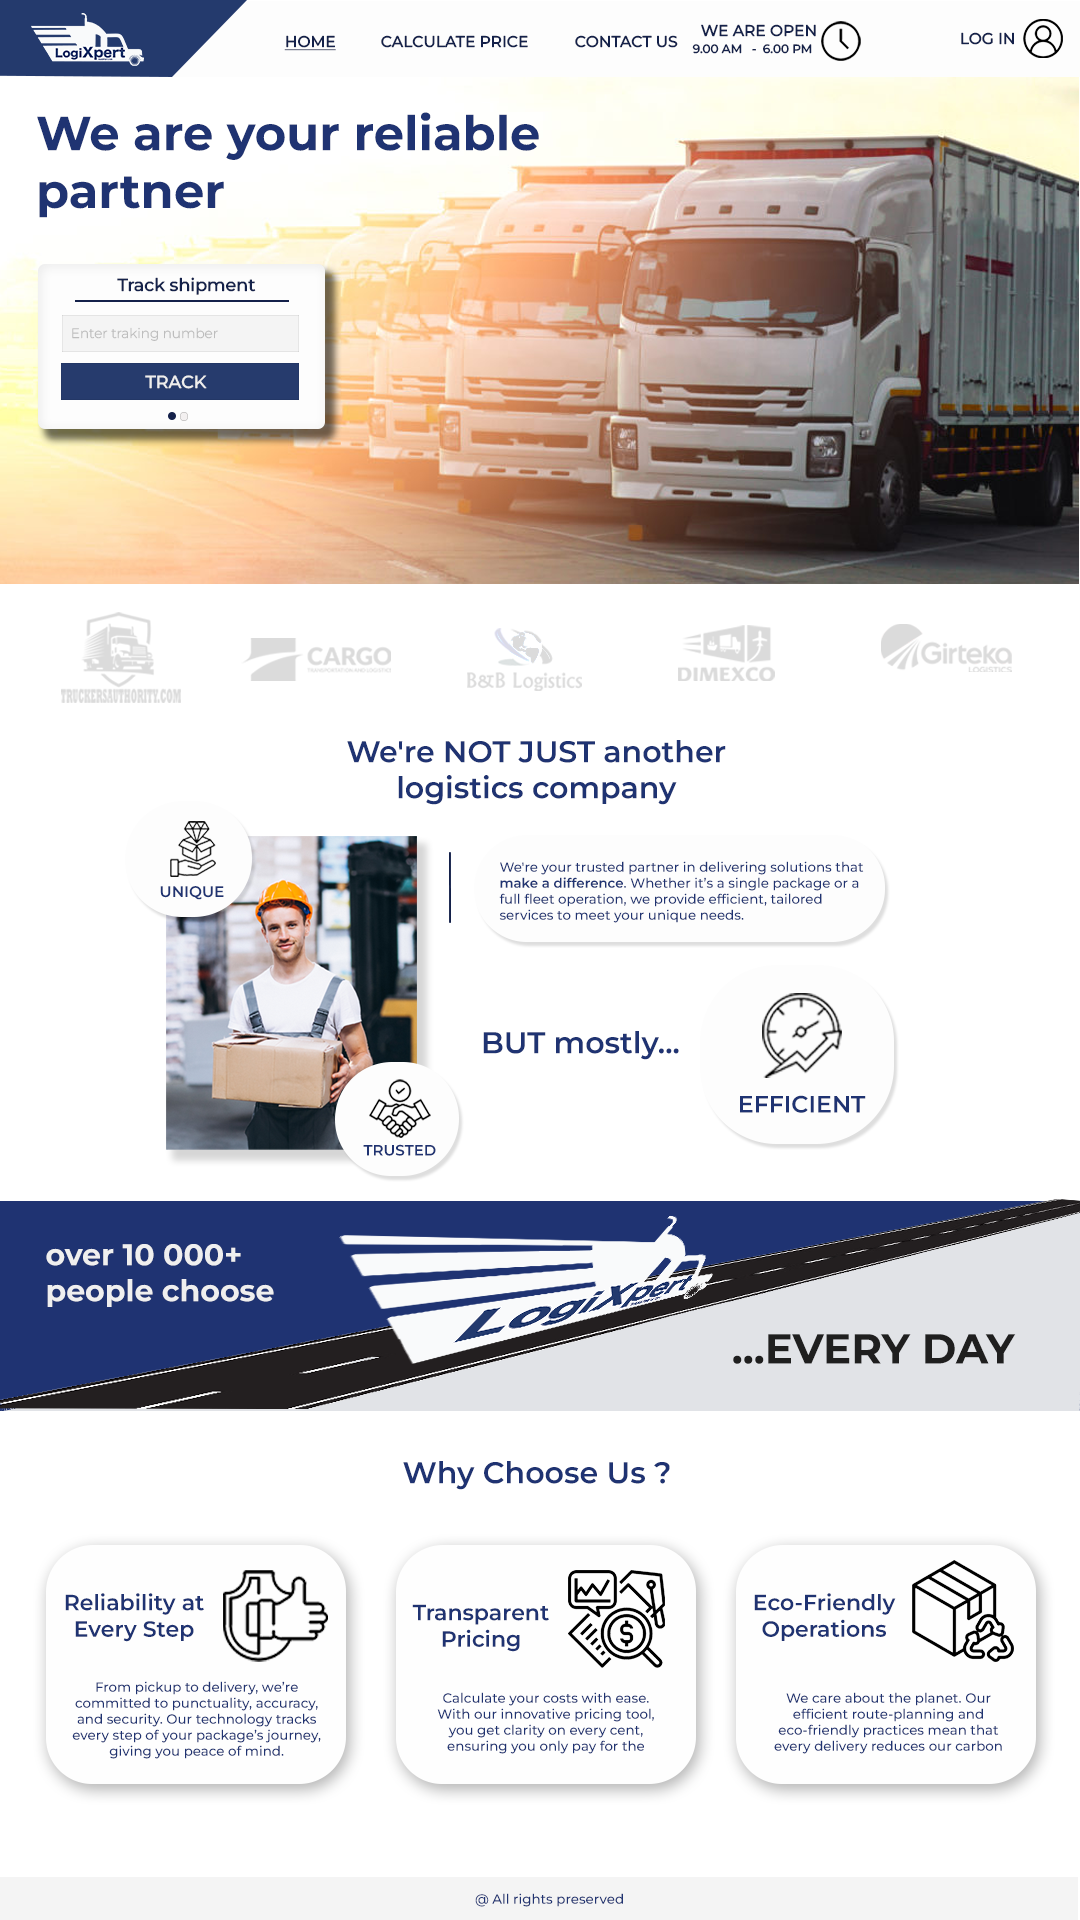 LogiXpert
HOME
CALCULATE PRICE
CONTACT US
WE ARE OPEN
9.00 AM - 6.00 PM
LOG IN
We are your reliable
partner
Track shipment
Enter traking number
TRACK
TRUCKERSAUTHORITY.COM
CARGO
B&B Logistics
DIMEXCO
Girteka
LOGISTICS
We're NOT JUST another
logistics company
UNIQUE
We're your trusted partner in delivering solutions that
make a difference. Whether it's a single package or a
full fleet operation, we provide efficient, tailored
services to meet your unique needs.
BUT mostly...
EFFICIENT
TRUSTED
over 10 000+
people choose
LogiXpert
...EVERY DAY
Why Choose Us ?
Reliability at
Every Step
From pickup to delivery, we're
committed to punctuality, accuracy,
and security. Our technology tracks
every step of your package's journey,
giving you peace of mind.
Transparent
Pricing
Calculate your costs with ease.
With our innovative pricing tool,
you get clarity on every cent,
ensuring you only pay for the
Eco-Friendly
Operations
We care about the planet. Our
efficient route-planning and
eco-friendly practices mean that
every delivery reduces our carbon
@ All rights preserved